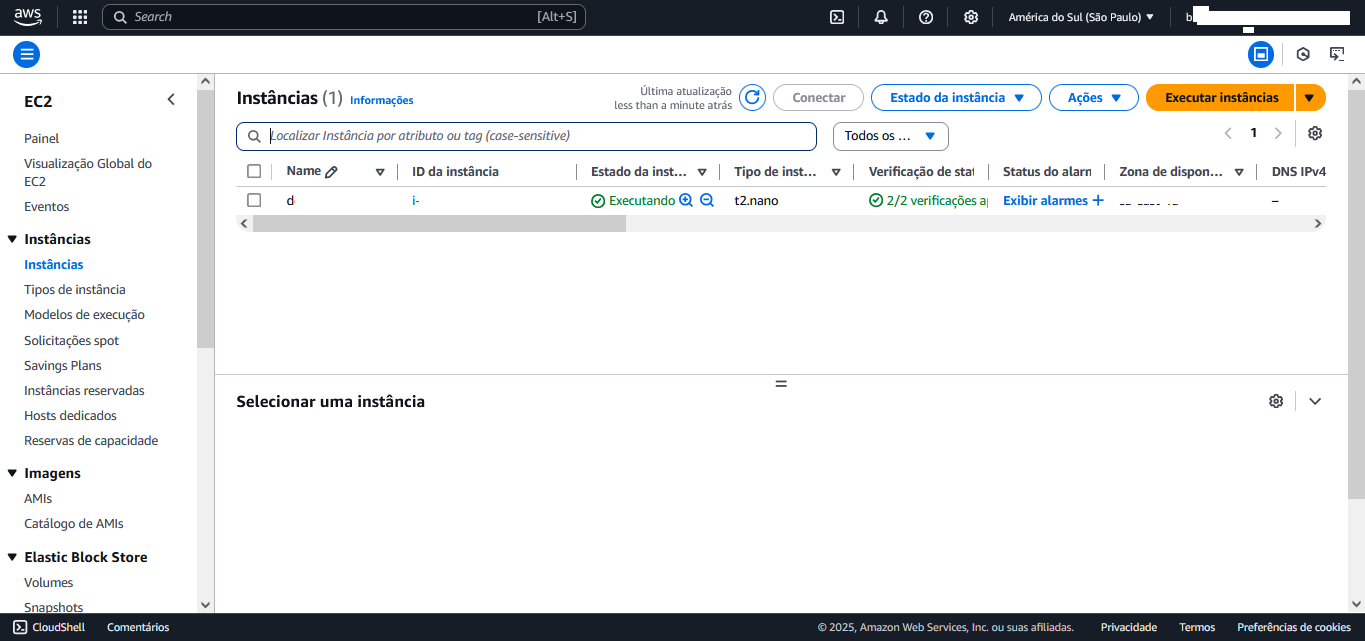 aws
Search [Alt+S]
América do Sul (São Paulo)
EC2
Painel
Visualização Global do
EC2
Eventos
Instâncias
Instâncias
Tipos de instância
Modelos de execução
Solicitações spot
Savings Plans
Instâncias reservadas
Hosts dedicados
Reservas de capacidade
Imagens
AMIs
Catálogo de AMIs
Elastic Block Store
Volumes
Snapshots
Instâncias (1) Informações
Última atualização
less than a minute atrás
Conectar
Estado da instância
Ações
Executar instâncias
Localizar Instância por atributo ou tag (case-sensitive)
Todos os ...
1
Name ID da instância Estado da inst... Tipo de inst... Verificação de stat Status do alarn Zona de dispon... DNS IPv4
d i- Executando t2.nano 2/2 verificações a Exibir alarmes + –
Selecionar uma instância
CloudShell Comentários © 2025, Amazon Web Services, Inc. ou suas afiliadas. Privacidade Termos Preferências de cookies